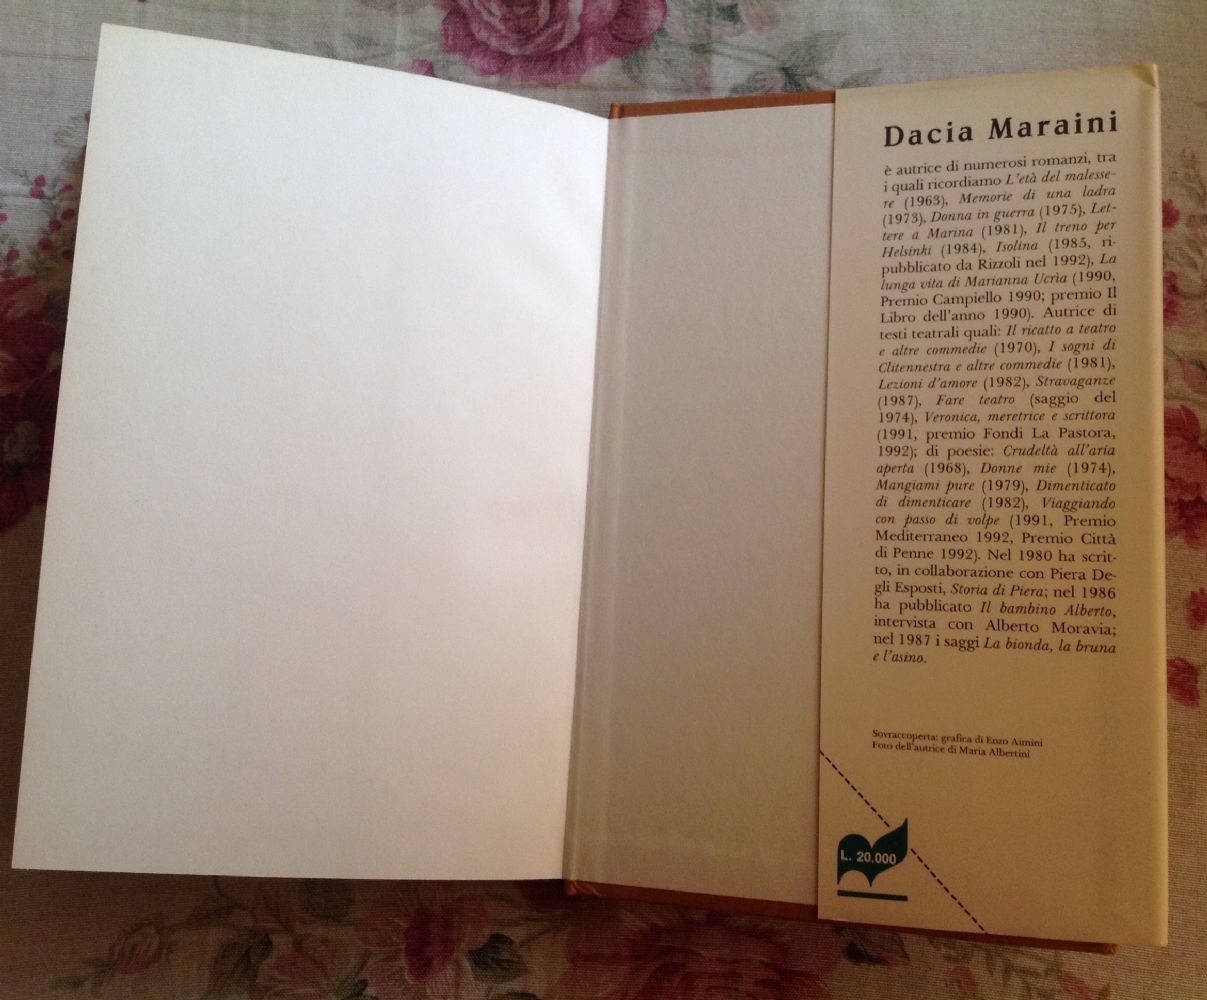 Dacia Maraini
è autrice di numerosi romanzi, tra
i quali ricordiamo L'età del malesse-
re (1963), Memorie di una ladra
(1973), Donna in guerra (1975), Let-
tere a Marina (1981), Il treno per
Helsinki (1984), Isolina (1985, ri-
pubblicato da Rizzoli nel 1992), La
lunga vita di Marianna Ucrìa (1990,
Premio Campiello 1990; premio Il
Libro dell'anno 1990). Autrice di
testi teatrali quali: Il ricatto a teatro
e altre commedie (1970), I sogni di
Clitennestra e altre commedie (1981),
Lezioni d'amore (1982), Stravaganze
(1987), Fare teatro (saggio del
1974), Veronica, meretrice e scrittora
(1991, premio Fondi La Pastora,
1992); di poesie: Crudeltà all'aria
aperta (1968), Donne mie (1974),
Mangiami pure (1979), Dimenticato
di dimenticare (1982), Viaggiando
con passo di volpe (1991, Premio
Mediterraneo 1992, Premio Città
di Penne 1992). Nel 1980 ha scrit-
to, in collaborazione con Piera De-
gli Esposti, Storia di Piera; nel 1986
ha pubblicato Il bambino Alberto,
intervista con Alberto Moravia;
nel 1987 i saggi La bionda, la bruna
e l'asino.
Sovraccoperta: grafica di Enzo Aimini
Foto dell'autrice di Maria Albertini
L. 20.000